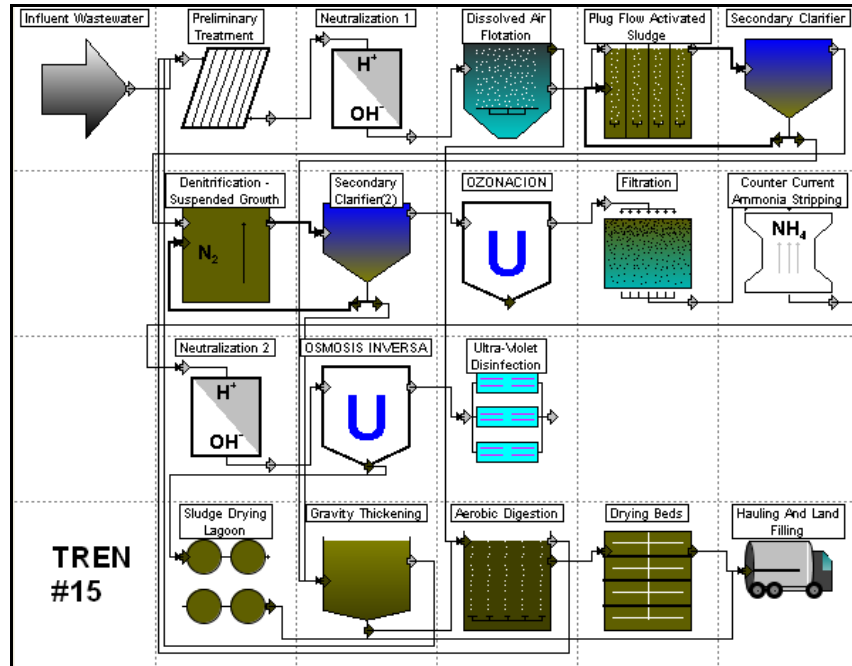 Influent Wastewater
Preliminary
Treatment
Neutralization 1
Dissolved Air
Flotation
Plug Flow Activated
Sludge
Secondary Clarifier
H+
OH-
Denitrification -
Suspended Growth
Secondary
Clarifier(2)
OZONACION
Filtration
Counter Current
Ammonia Stripping
N2
U
NH4
Neutralization 2
OSMOSIS INVERSA
Ultra-Violet
Disinfection
H+
OH-
U
Sludge Drying
Lagoon
Gravity Thickening
Aerobic Digestion
Drying Beds
Hauling And Land
Filling
TREN
#15